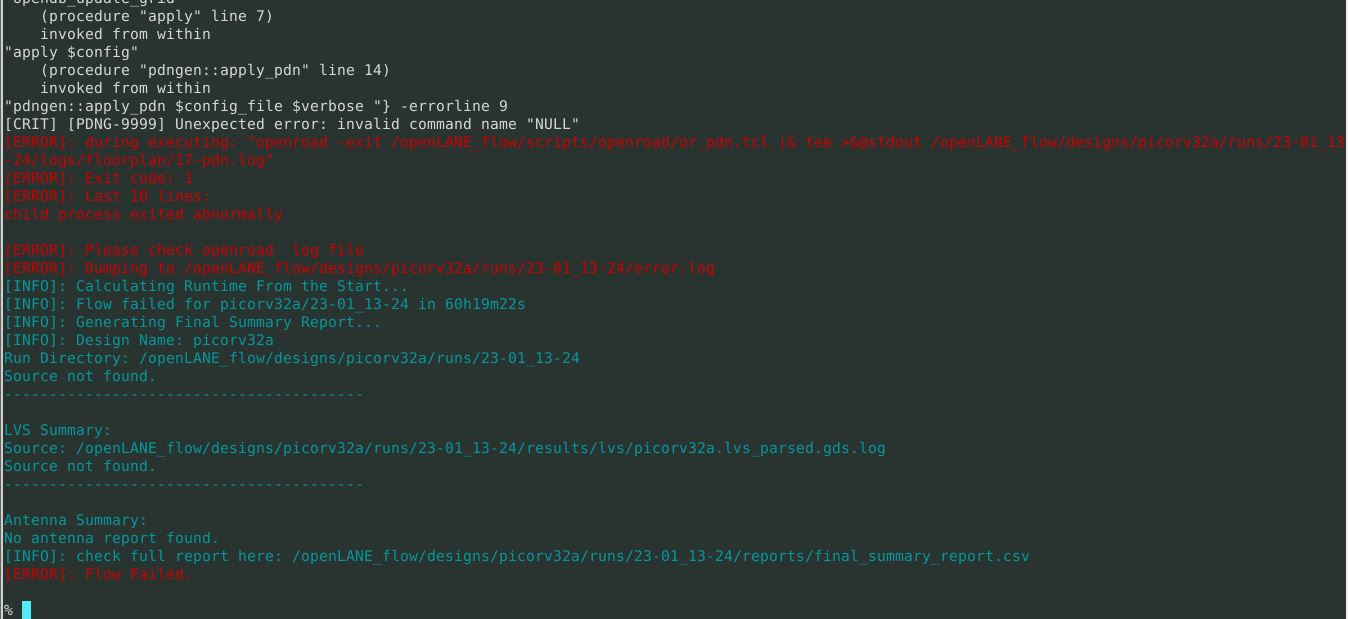 "opendb_update_grid"
    (procedure "apply" line 7)
    invoked from within
"apply $config"
    (procedure "pdngen::apply_pdn" line 14)
    invoked from within
"pdngen::apply_pdn $config_file $verbose "} -errorline 9
[CRIT] [PDNG-9999] Unexpected error: invalid command name "NULL"
[ERROR]: during executing: "openroad -exit /openLANE_flow/scripts/openroad/or_pdn.tcl |& tee >&@stdout /openLANE_flow/designs/picorv32a/runs/23-01_13
-24/logs/floorplan/17-pdn.log"
[ERROR]: Exit code: 1
[ERROR]: Last 10 lines:
child process exited abnormally
[ERROR]: Please check openroad  log file
[ERROR]: Dumping to /openLANE_flow/designs/picorv32a/runs/23-01_13-24/error.log
[INFO]: Calculating Runtime From the Start...
[INFO]: Flow failed for picorv32a/23-01_13-24 in 60h19m22s
[INFO]: Generating Final Summary Report...
[INFO]: Design Name: picorv32a
Run Directory: /openLANE_flow/designs/picorv32a/runs/23-01_13-24
Source not found.
----------------------------------------
LVS Summary:
Source: /openLANE_flow/designs/picorv32a/runs/23-01_13-24/results/lvs/picorv32a.lvs_parsed.gds.log
Source not found.
----------------------------------------
Antenna Summary:
No antenna report found.
[INFO]: check full report here: /openLANE_flow/designs/picorv32a/runs/23-01_13-24/reports/final_summary_report.csv
[ERROR]: Flow Failed.
%